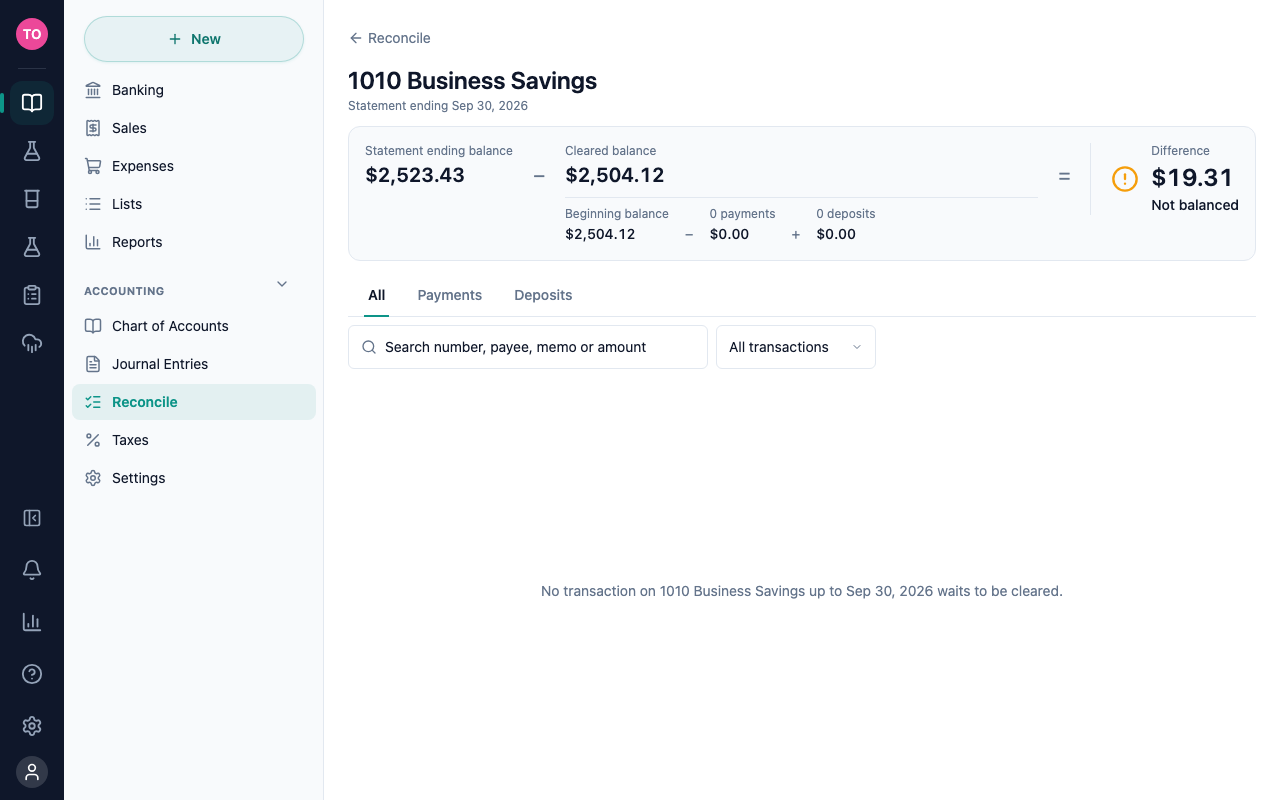 TO
New
Banking
Sales
Expenses
Lists
Reports
ACCOUNTING
Chart of Accounts
Journal Entries
Reconcile
Taxes
Settings
Reconcile
1010 Business Savings
Statement ending Sep 30, 2026
Statement ending balance
$2,523.43
−
Cleared balance
$2,504.12
Beginning balance
$2,504.12
−
0 payments
$0.00
+
0 deposits
$0.00
=
Difference
$19.31
Not balanced
All
Payments
Deposits
Search number, payee, memo or amount
All transactions
No transaction on 1010 Business Savings up to Sep 30, 2026 waits to be cleared.